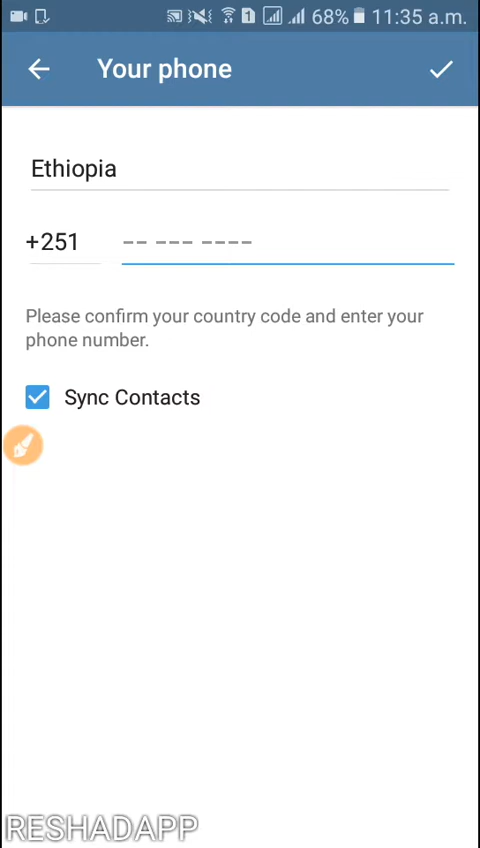 1 68% 11:35 a.m.
Your phone
Ethiopia
+251 -- --- ----
Please confirm your country code and enter your
phone number.
Sync Contacts
RESHADAPP